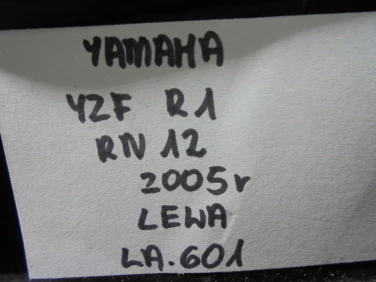 YAMAHA
YZF R1
RN 12
2005r
LEWA
LA.601